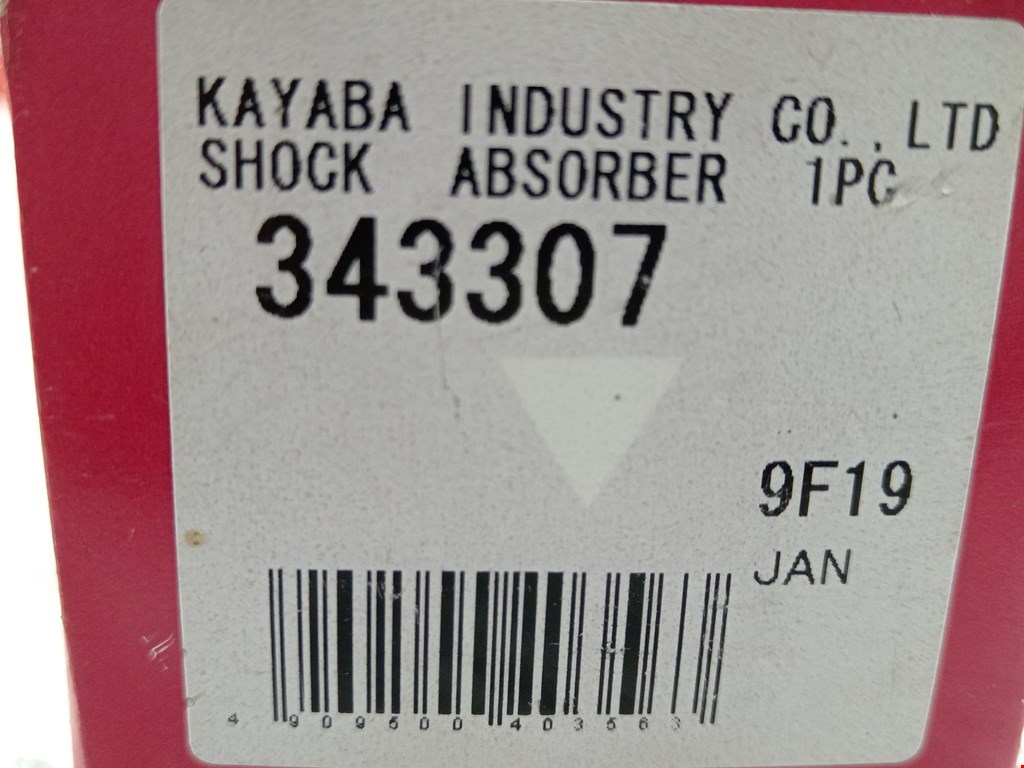 KAYABA INDUSTRY CO., LTD
SHOCK ABSORBER 1PC
343307
9F19
JAN
4 909500 403563